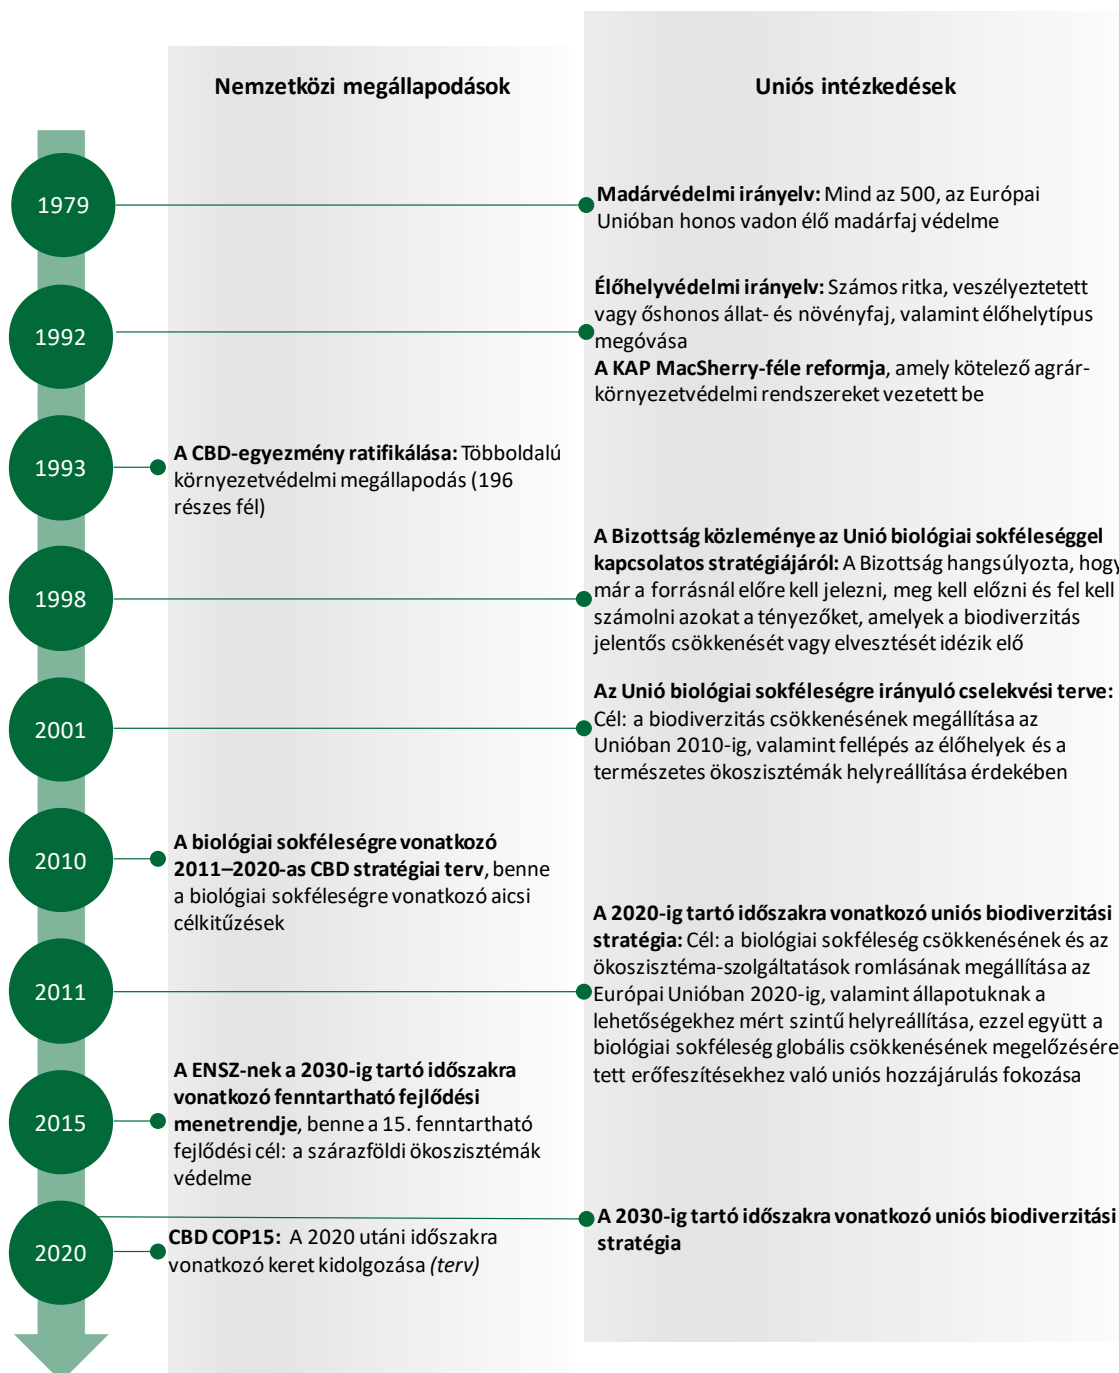 Nemzetközi megállapodások
Uniós intézkedések
1979
Madárvédelmi irányelv: Mind az 500, az Európai
Unióban honos vadon élő madárfaj védelme
1992
Élőhelyvédelmi irányelv: Számos ritka, veszélyeztetett
vagy őshonos állat- és növényfaj, valamint élőhelytípus
megóvása
A KAP MacSherry-féle reformja, amely kötelező agrár-
környezetvédelmi rendszereket vezetett be
1993
A CBD-egyezmény ratifikálása: Többoldalú
környezetvédelmi megállapodás (196
részes fél)
1998
A Bizottság közleménye az Unió biológiai sokféleséggel
kapcsolatos stratégiájáról: A Bizottság hangsúlyozta, hogy
már a forrásnál előre kell jelezni, meg kell előzni és fel kell
számolni azokat a tényezőket, amelyek a biodiverzitás
jelentős csökkenését vagy elvesztését idézik elő
2001
Az Unió biológiai sokféleségre irányuló cselekvési terve:
Cél: a biodiverzitás csökkenésének megállítása az
Unióban 2010-ig, valamint fellépés az élőhelyek és a
természetes ökoszisztémák helyreállítása érdekében
2010
A biológiai sokféleségre vonatkozó
2011–2020-as CBD stratégiai terv, benne
a biológiai sokféleségre vonatkozó aicsi
célkitűzések
2011
A 2020-ig tartó időszakra vonatkozó uniós biodiverzitási
stratégia: Cél: a biológiai sokféleség csökkenésének és az
ökoszisztéma-szolgáltatások romlásának megállítása az
Európai Unióban 2020-ig, valamint állapotuknak a
lehetőségekhez mért szintű helyreállítása, ezzel együtt a
biológiai sokféleség globális csökkenésének megelőzésére
tett erőfeszítésekhez való uniós hozzájárulás fokozása
2015
A ENSZ-nek a 2030-ig tartó időszakra
vonatkozó fenntartható fejlődési
menetrendje, benne a 15. fenntartható
fejlődési cél: a szárazföldi ökoszisztémák
védelme
2020
A 2030-ig tartó időszakra vonatkozó uniós biodiverzitási
stratégia
CBD COP15: A 2020 utáni időszakra
vonatkozó keret kidolgozása (terv)